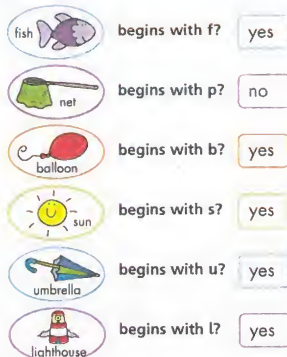 fish begins with f? yes
net begins with p? no
balloon begins with b? yes
sun begins with s? yes
umbrella begins with u? yes
lighthouse begins with l? yes